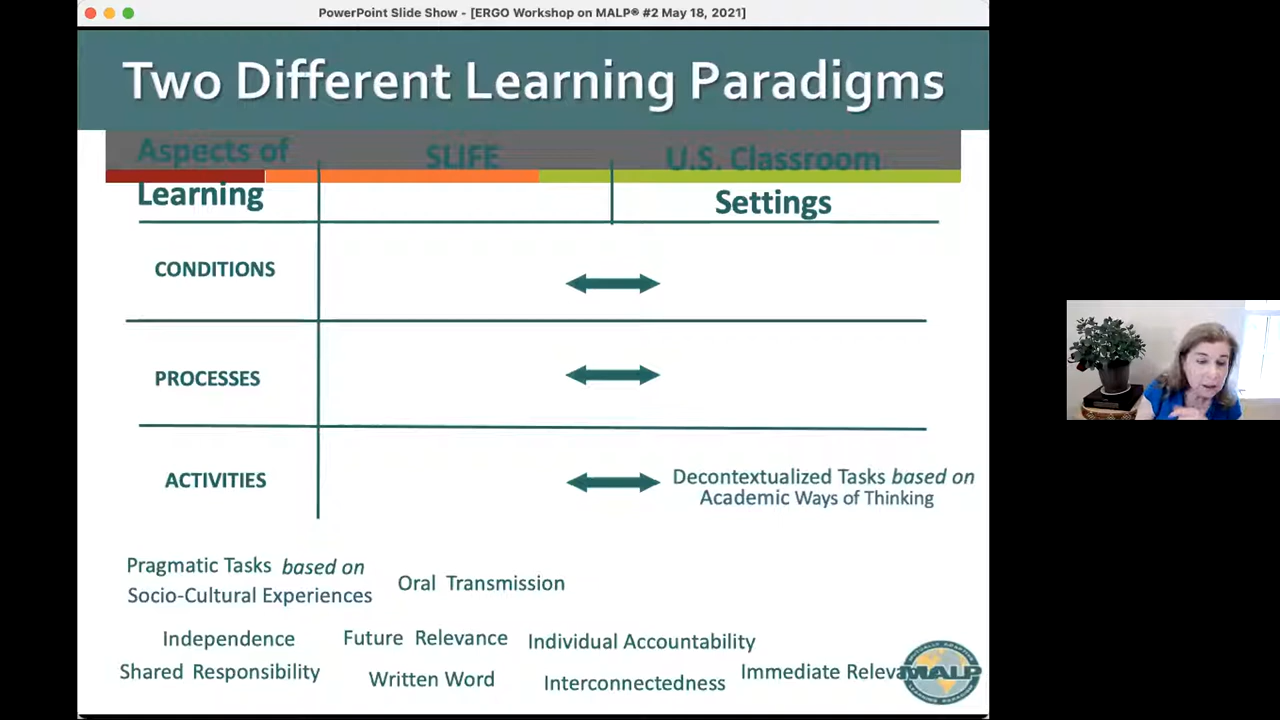 PowerPoint Slide Show - [ERGO Workshop on MALP® #2 May 18, 2021]
Two Different Learning Paradigms
Aspects of
Learning
SLIFE
U.S. Classroom
Settings
CONDITIONS
PROCESSES
ACTIVITIES
Decontextualized Tasks based on
Academic Ways of Thinking
Pragmatic Tasks based on
Socio-Cultural Experiences
Oral Transmission
Independence
Future Relevance
Individual Accountability
Shared Responsibility
Written Word
Interconnectedness
Immediate Releva
MALP